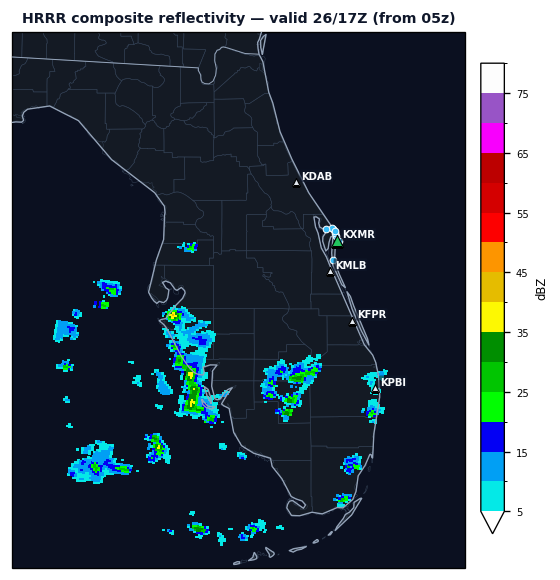 HRRR composite reflectivity — valid 26/17Z (from 05z)
KDAB
KXMR
KMLB
KFPR
KPBI
75
65
55
45
35
25
15
5
dBZ